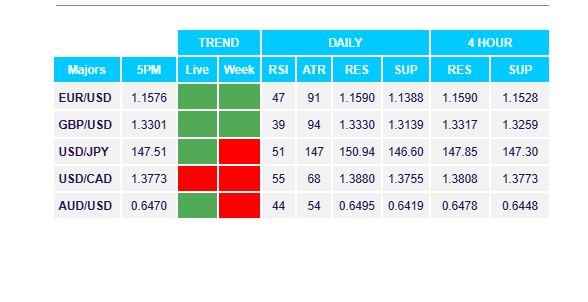 TREND DAILY 4 HOUR
Majors 5PM Live Week RSI ATR RES SUP RES SUP
EUR/USD 1.1576 47 91 1.1590 1.1388 1.1590 1.1528
GBP/USD 1.3301 39 94 1.3330 1.3139 1.3317 1.3259
USD/JPY 147.51 51 147 150.94 146.60 147.85 147.30
USD/CAD 1.3773 55 68 1.3880 1.3755 1.3808 1.3773
AUD/USD 0.6470 44 54 0.6495 0.6419 0.6478 0.6448